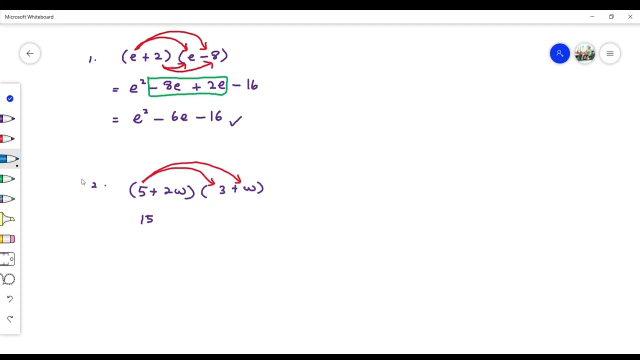 Microsoft Whiteboard
1. (e + 2) (e - 8)
= e² - 8e + 2e - 16
= e² - 6e - 16 ✓
2. (5 + 2w) (3 + w)
15